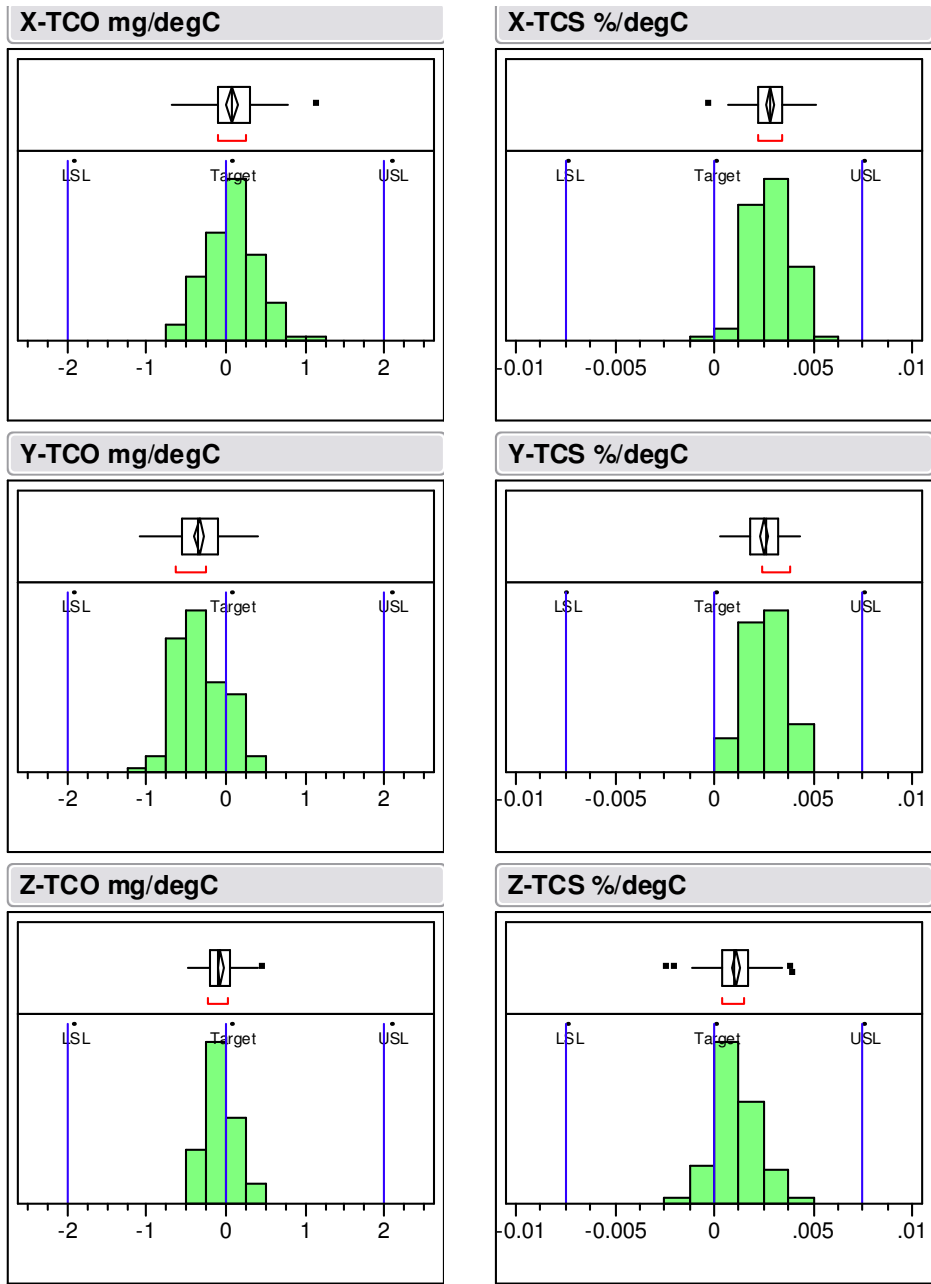 X-TCO mg/degC
LSL Target USL
-2 -1 0 1 2
X-TCS %/degC
LSL Target USL
-0.01 -0.005 0 .005 .01
Y-TCO mg/degC
LSL Target USL
-2 -1 0 1 2
Y-TCS %/degC
LSL Target USL
-0.01 -0.005 0 .005 .01
Z-TCO mg/degC
LSL Target USL
-2 -1 0 1 2
Z-TCS %/degC
LSL Target USL
-0.01 -0.005 0 .005 .01